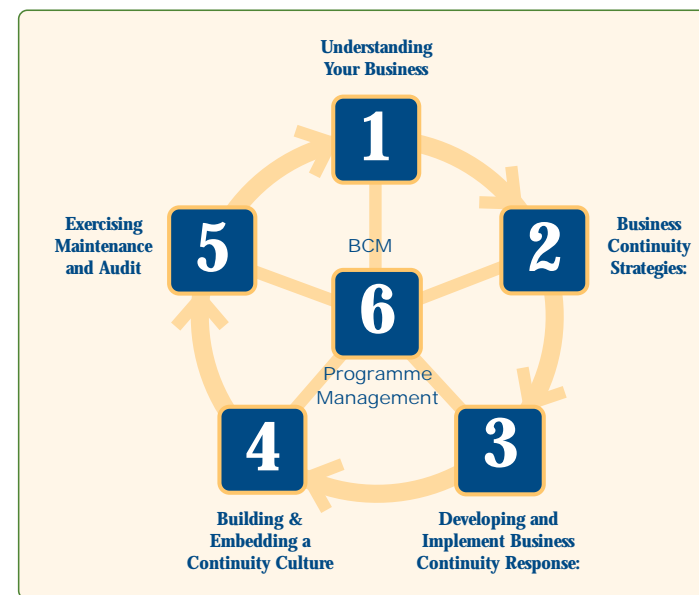 Understanding
Your Business
1
2
Business
Continuity
Strategies:
3
Developing and
Implement Business
Continuity Response:
4
Building &
Embedding a
Continuity Culture
5
Exercising
Maintenance
and Audit
BCM
6
Programme
Management